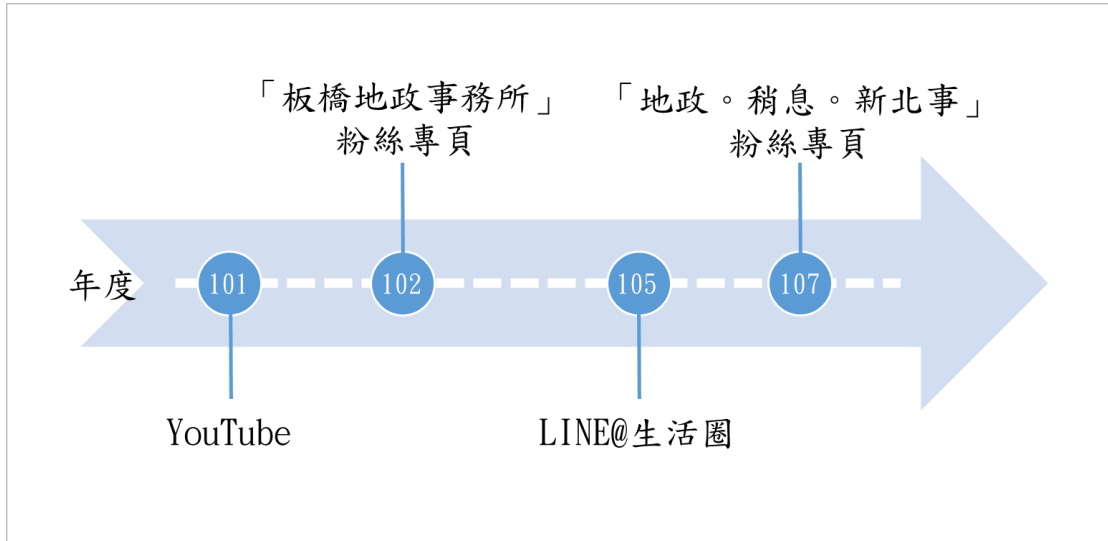 「板橋地政事務所」
粉絲專頁
「地政。稍息。新北事」
粉絲專頁
年度
101
102
105
107
YouTube
LINE@生活圈